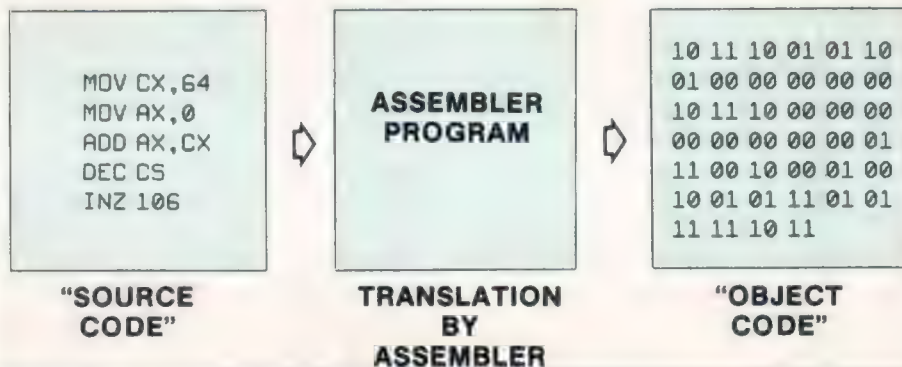 MOV CX,64
MOV AX,0
ADD AX,CX
DEC CS
INZ 106
ASSEMBLER
PROGRAM
10 11 10 01 01 10
01 00 00 00 00 00
10 11 10 00 00 00
00 00 00 00 00 01
11 00 10 00 01 00
10 01 01 11 01 01
11 11 10 11
“SOURCE
CODE”
TRANSLATION
BY
ASSEMBLER
“OBJECT
CODE”